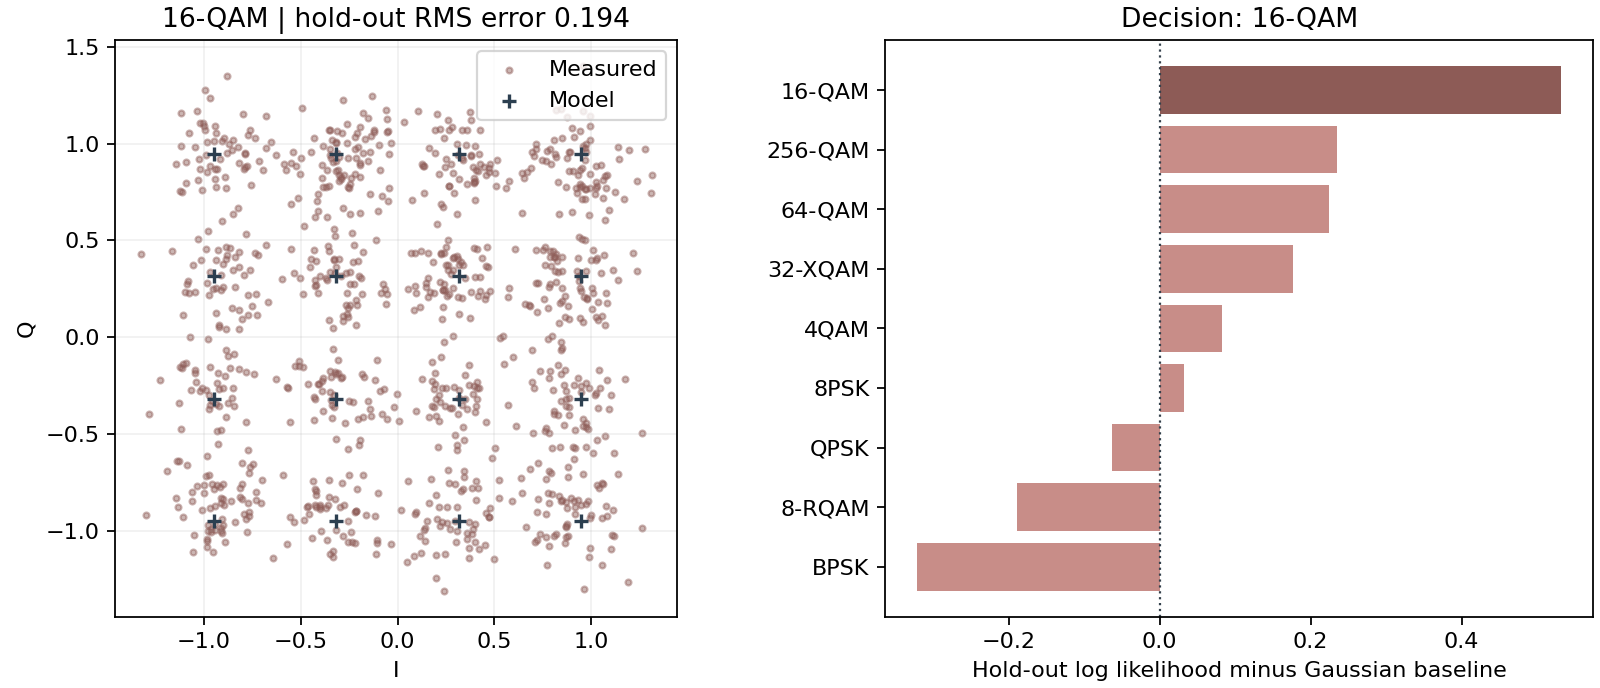 16-QAM | hold-out RMS error 0.194
Measured
Model
1.5
1.0
0.5
0.0
−0.5
−1.0
Q
−1.0
−0.5
0.0
0.5
1.0
I
Decision: 16-QAM
16-QAM
256-QAM
64-QAM
32-XQAM
4QAM
8PSK
QPSK
8-RQAM
BPSK
−0.2
0.0
0.2
0.4
Hold-out log likelihood minus Gaussian baseline